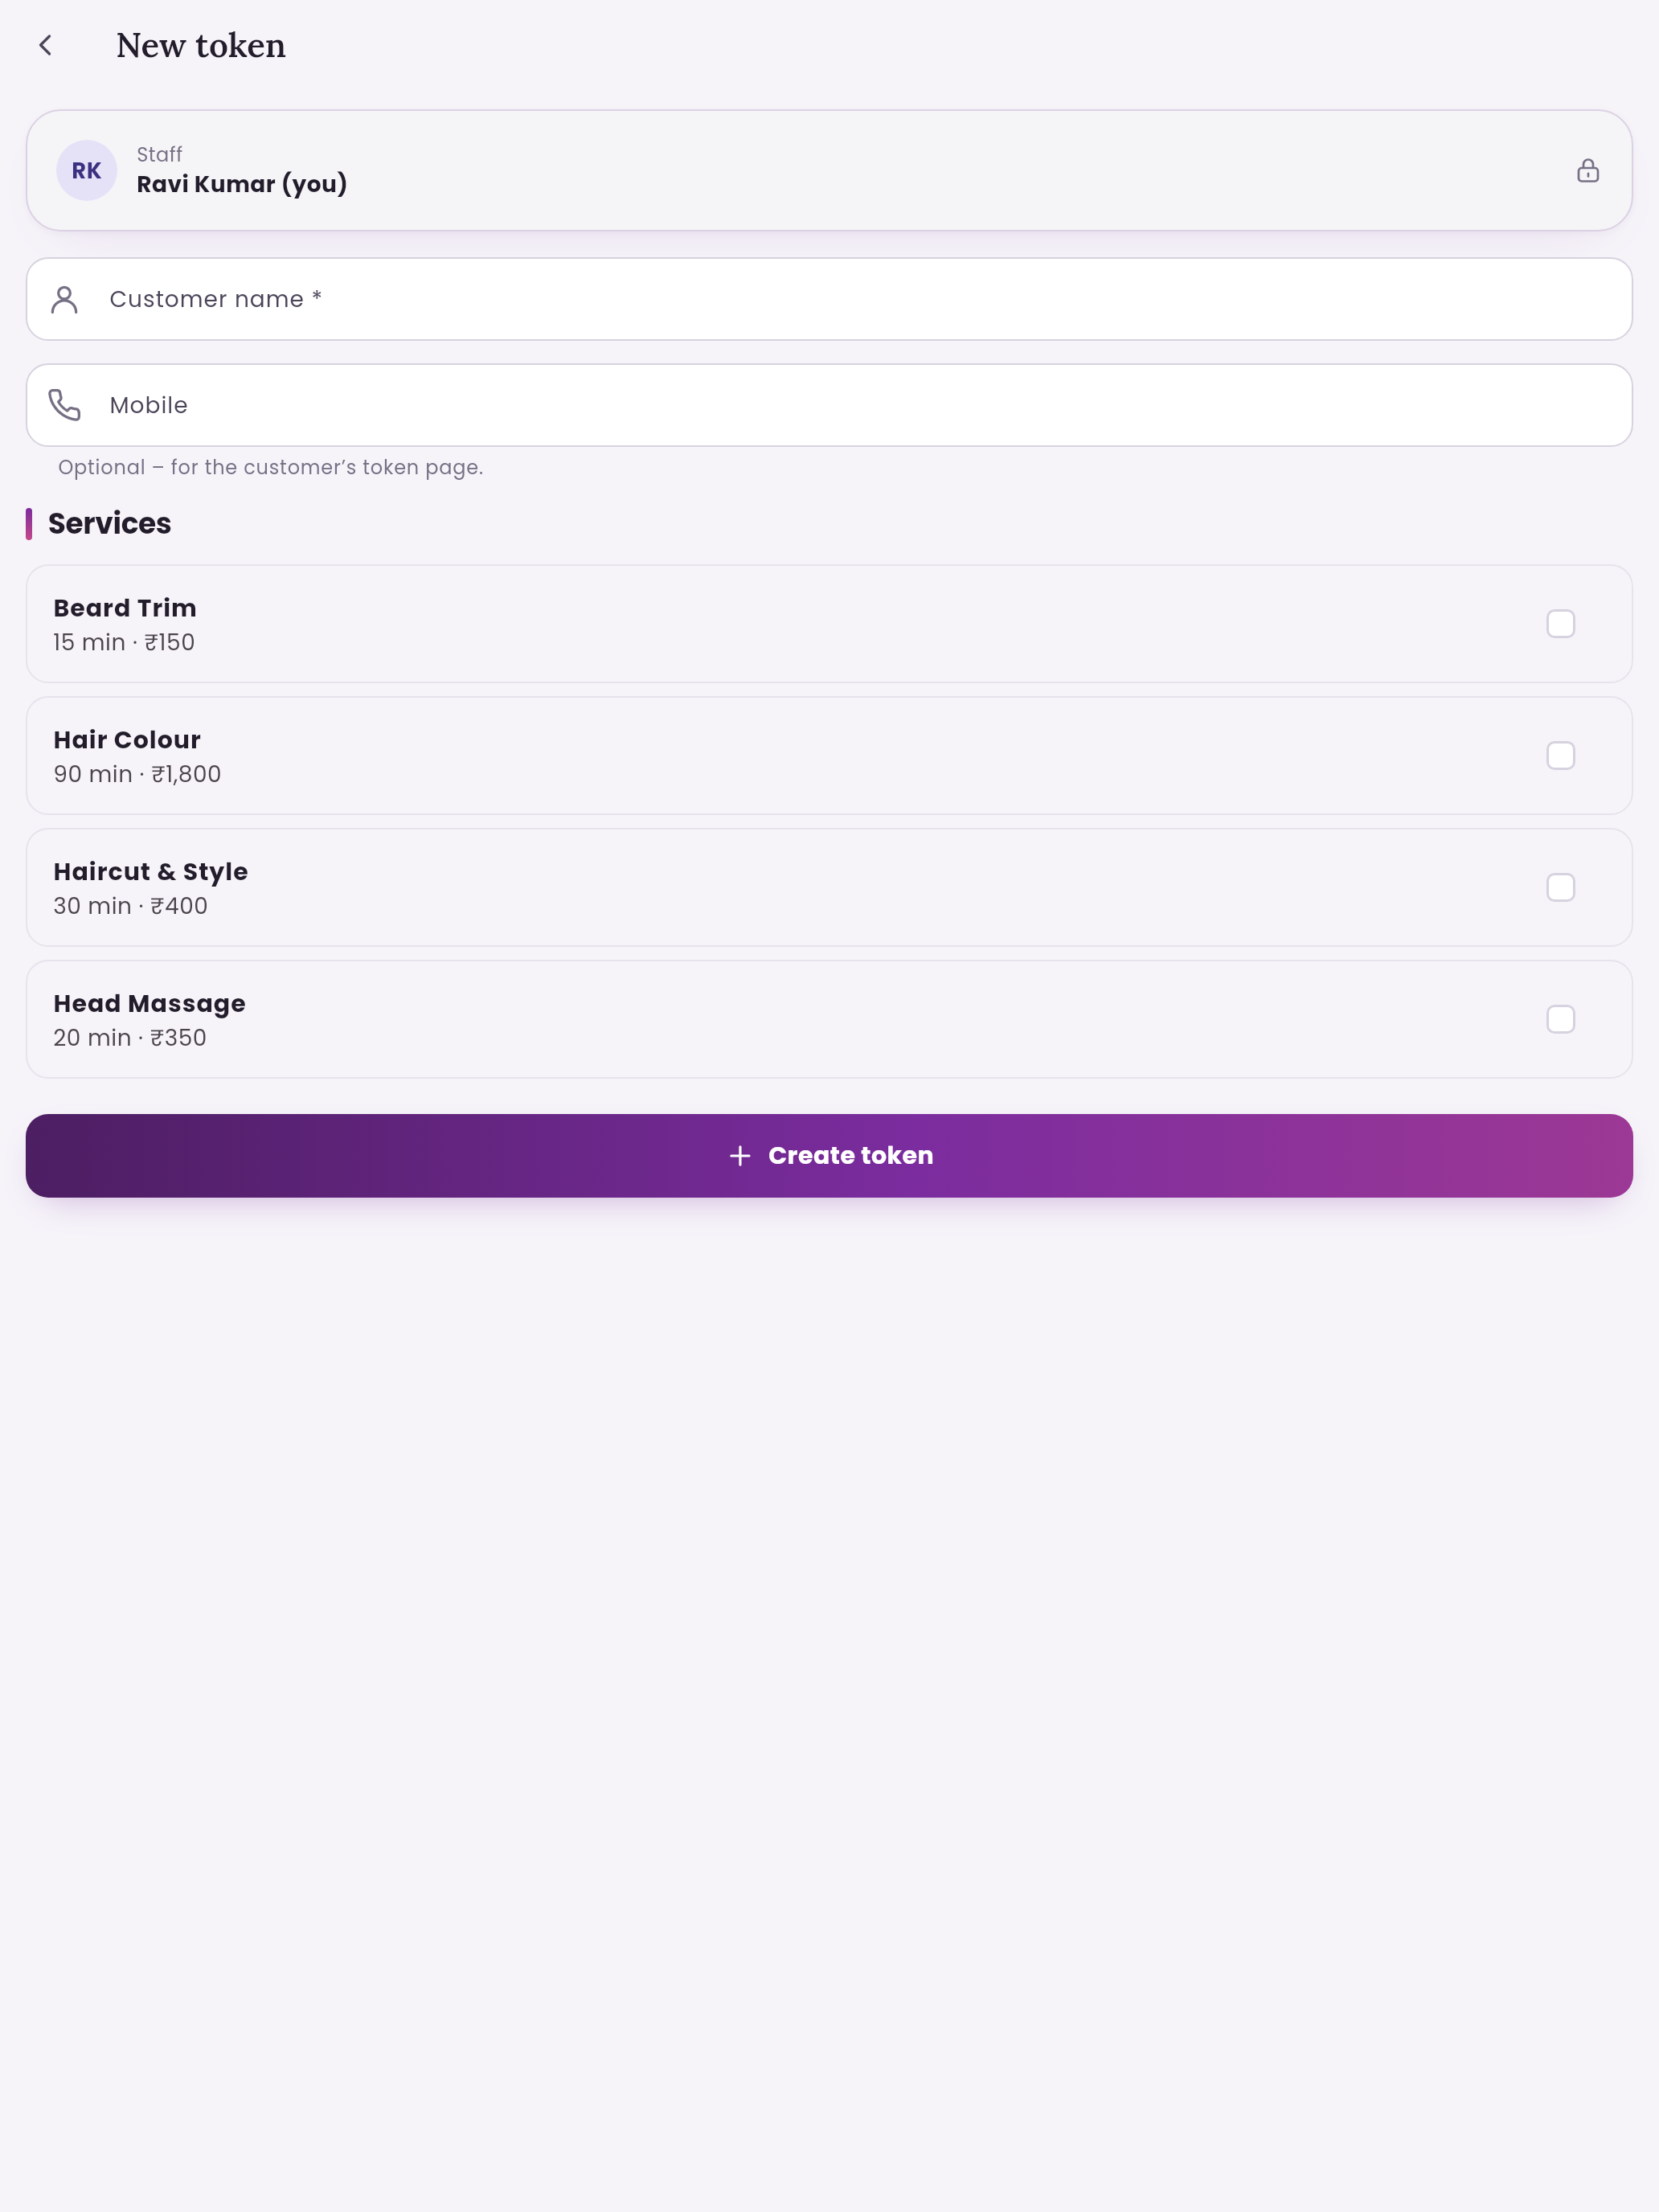 New token
RK
Staff
Ravi Kumar (you)
Customer name *
Mobile
Optional – for the customer’s token page.
Services
Beard Trim
15 min · ₹150
Hair Colour
90 min · ₹1,800
Haircut & Style
30 min · ₹400
Head Massage
20 min · ₹350
Create token